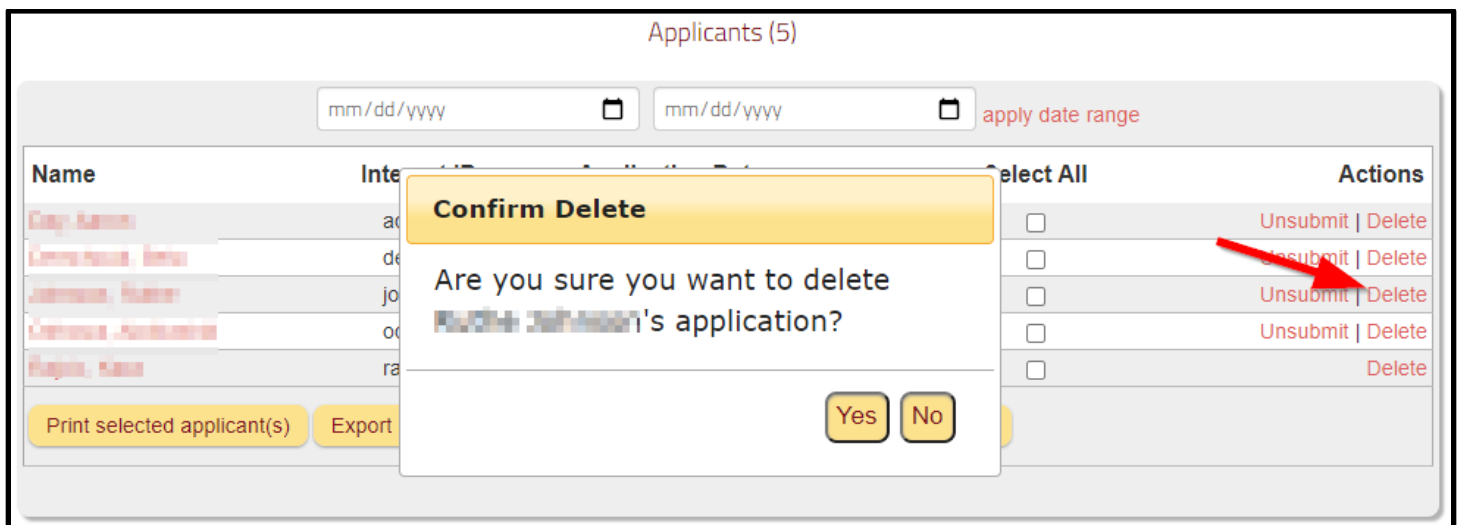 Applicants (5)
mm/dd/yyyy mm/dd/yyyy apply date range
Name Select All Actions
Unsubmit | Delete
Unsubmit | Delete
Unsubmit | Delete
Unsubmit | Delete
Delete
Confirm Delete
Are you sure you want to delete
's application?
Yes No
Print selected applicant(s) Export